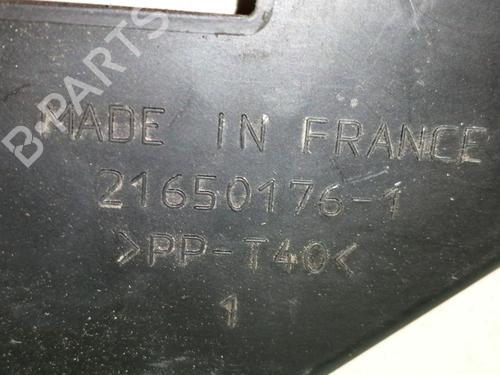 B-PARTS
MADE IN FRANCE
21650176-1
>PP-T40<
1